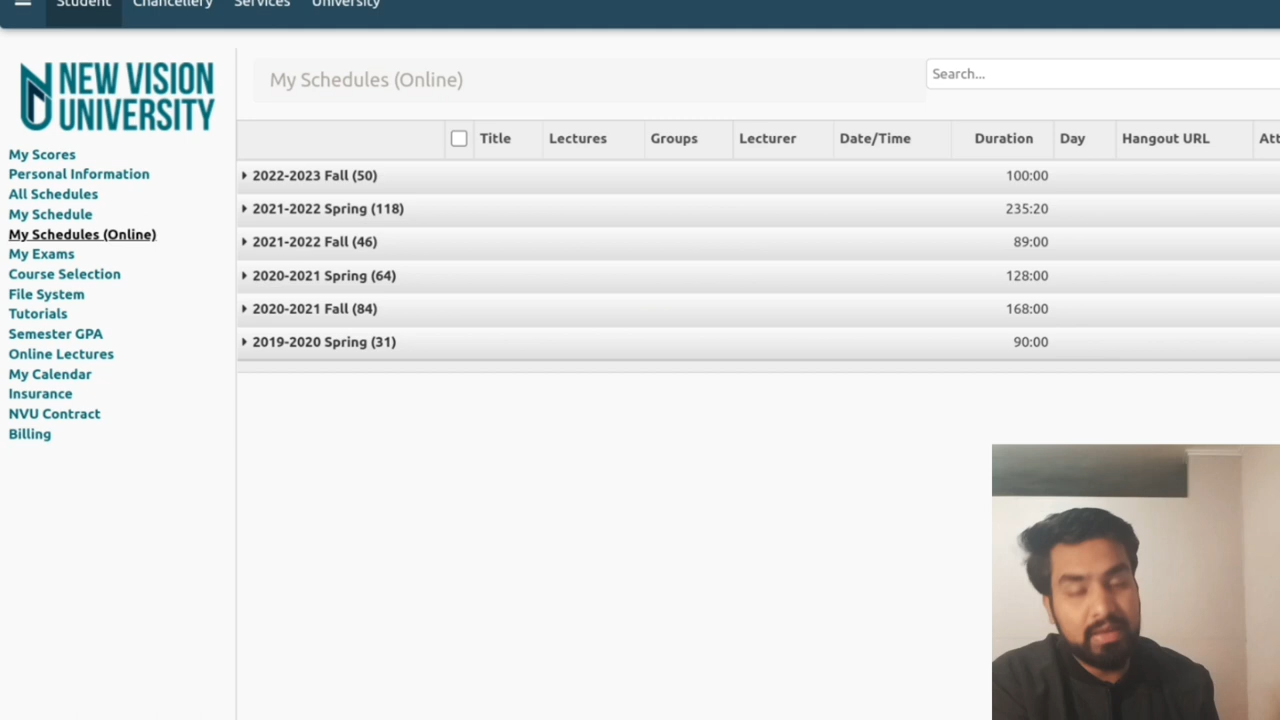 Student Chancellery Services University
NEW VISION
UNIVERSITY
My Scores
Personal Information
All Schedules
My Schedule
My Schedules (Online)
My Exams
Course Selection
File System
Tutorials
Semester GPA
Online Lectures
My Calendar
Insurance
NVU Contract
Billing
My Schedules (Online)
Search...
Title Lectures Groups Lecturer Date/Time Duration Day Hangout URL Att
2022-2023 Fall (50) 100:00
2021-2022 Spring (118) 235:20
2021-2022 Fall (46) 89:00
2020-2021 Spring (64) 128:00
2020-2021 Fall (84) 168:00
2019-2020 Spring (31) 90:00